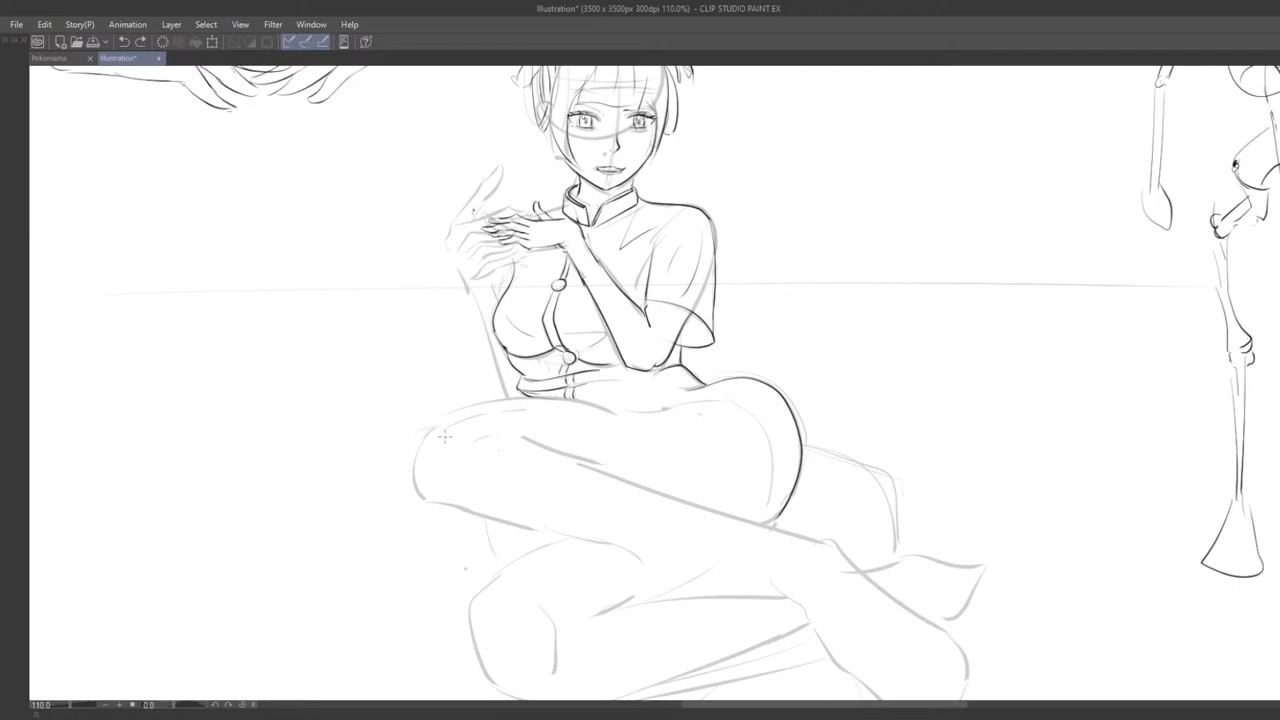 Illustration* (3500 x 3500px 300dpi 110.0%) - CLIP STUDIO PAINT EX
File Edit Story(P) Animation Layer Select View Filter Window Help
Pekomama Illustration*
110.0 0.0